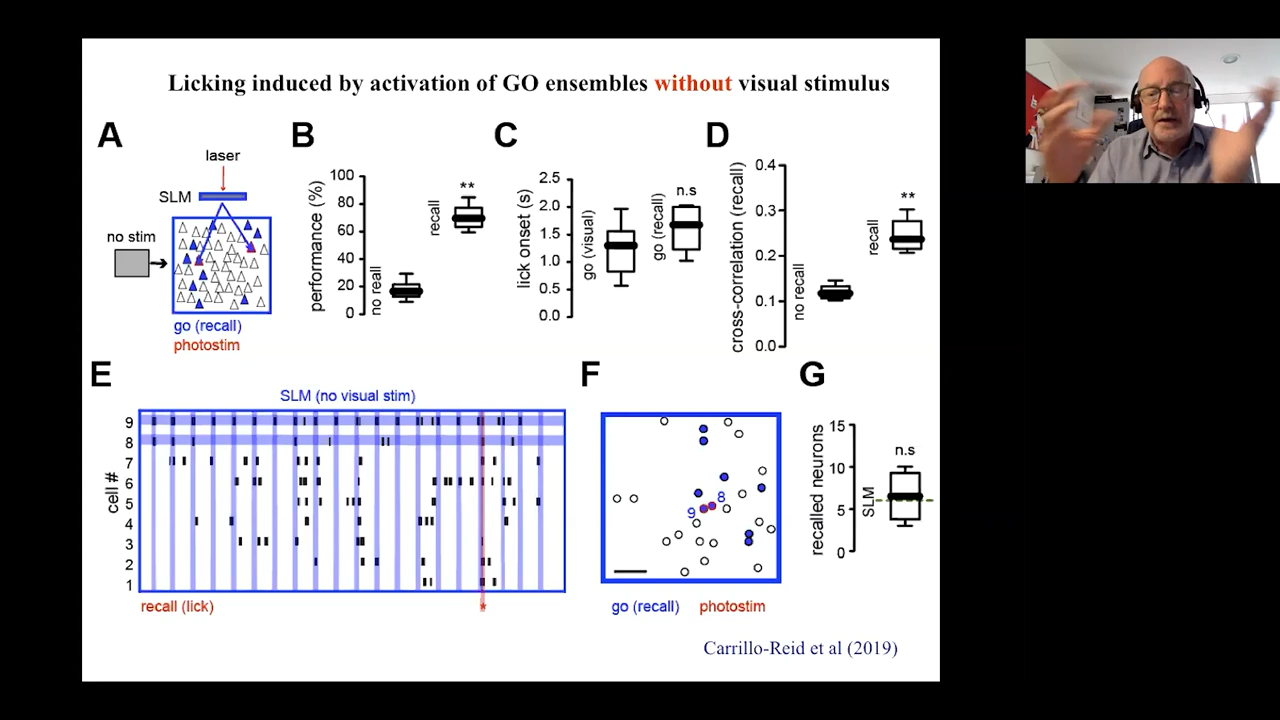 Licking induced by activation of GO ensembles without visual stimulus
A
laser
SLM
no stim
go (recall)
photostim
B
performance (%)
100
80
60
40
20
0
no reall
recall
**
C
lick onset (s)
2.5
2.0
1.5
1.0
0.5
0.0
go (visual)
go (recall)
n.s
D
cross-correlation (recall)
0.4
0.3
0.2
0.1
0.0
no recall
recall
**
E
SLM (no visual stim)
cell #
9
8
7
6
5
4
3
2
1
recall (lick)
*
F
8
9
go (recall)
photostim
G
recalled neurons
15
10
5
0
SLM
n.s
Carrillo-Reid et al (2019)